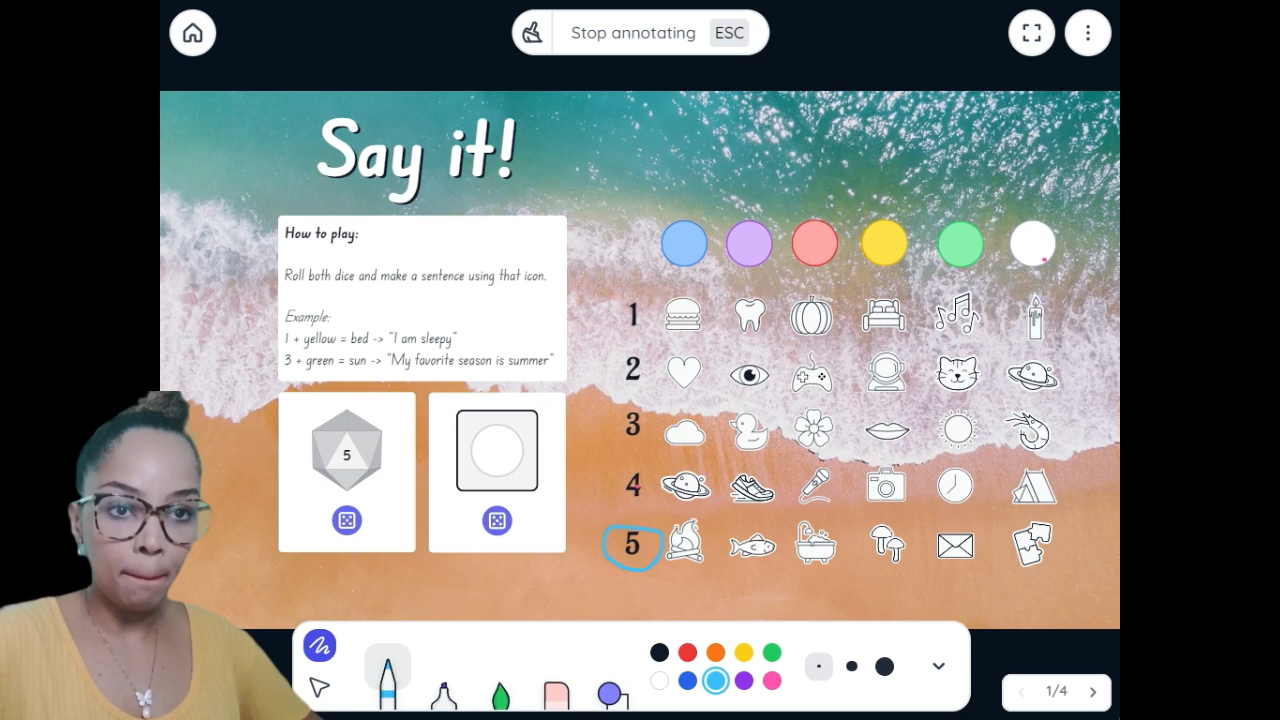 Stop annotating ESC
Say it!
How to play:
Roll both dice and make a sentence using that icon.
Example:
1 + yellow = bed -> "I am sleepy"
3 + green = sun -> "My favorite season is summer"
5
1
2
3
4
5
1/4